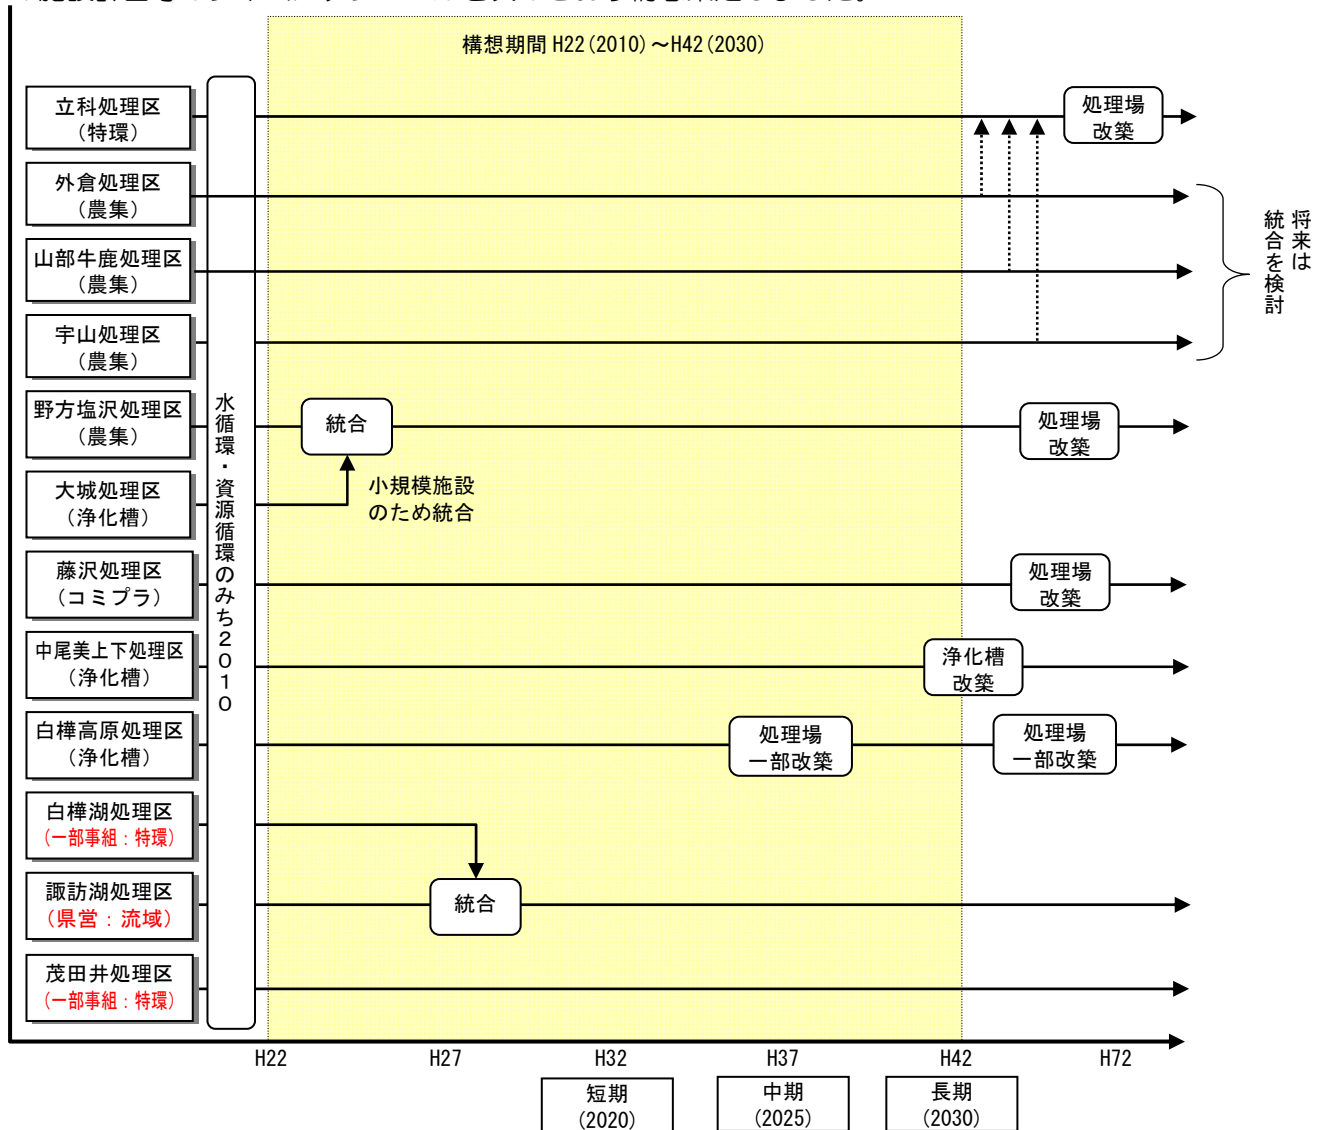 構想期間 H22(2010)～H42(2030)
立科処理区
(特環)
処理場
改築
外倉処理区
(農集)
山部牛鹿処理区
(農集)
宇山処理区
(農集)
将来は
統合を検討
水循環・資源循環のみち2010
野方塩沢処理区
(農集)
統合
処理場
改築
大城処理区
(浄化槽)
小規模施設
のため統合
藤沢処理区
(コミプラ)
処理場
改築
中尾美上下処理区
(浄化槽)
浄化槽
改築
白樺高原処理区
(浄化槽)
処理場
一部改築
処理場
一部改築
白樺湖処理区
(一部事組：特環)
諏訪湖処理区
(県営：流域)
統合
茂田井処理区
(一部事組：特環)
H22
H27
H32
H37
H42
H72
短期
(2020)
中期
(2025)
長期
(2030)